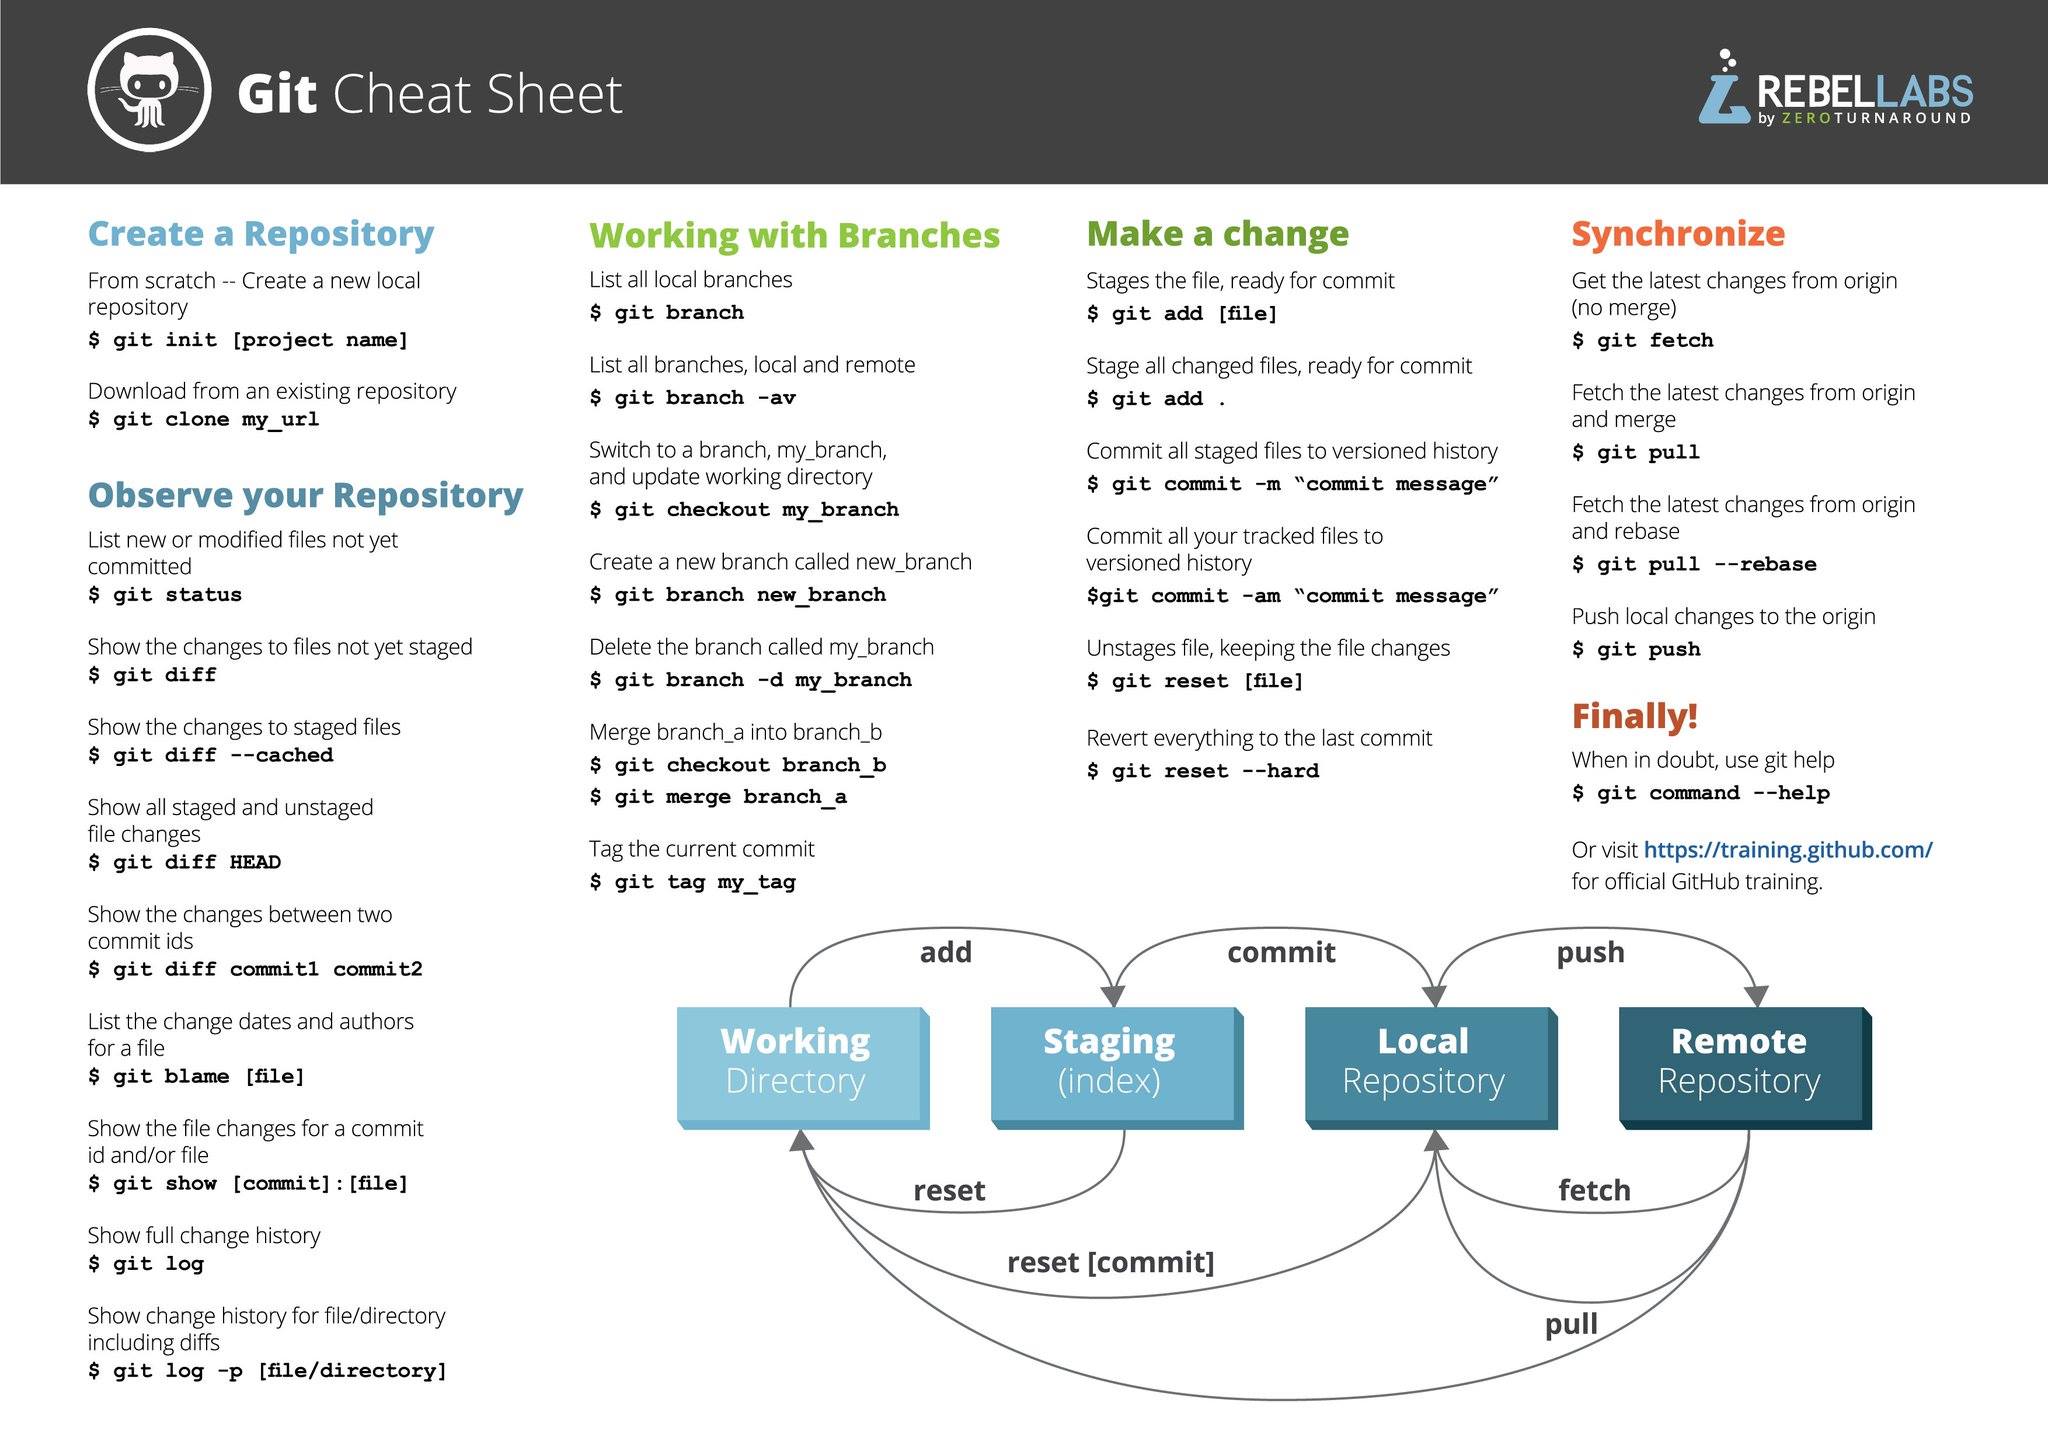 Git Cheat Sheet
REBELLABS
by ZEROTURNAROUND
Create a Repository
From scratch -- Create a new local
repository
$ git init [project name]
Download from an existing repository
$ git clone my_url
Observe your Repository
List new or modified files not yet
committed
$ git status
Show the changes to files not yet staged
$ git diff
Show the changes to staged files
$ git diff --cached
Show all staged and unstaged
file changes
$ git diff HEAD
Show the changes between two
commit ids
$ git diff commit1 commit2
List the change dates and authors
for a file
$ git blame [file]
Show the file changes for a commit
id and/or file
$ git show [commit]:[file]
Show full change history
$ git log
Show change history for file/directory
including diffs
$ git log -p [file/directory]
Working with Branches
List all local branches
$ git branch
List all branches, local and remote
$ git branch -av
Switch to a branch, my_branch,
and update working directory
$ git checkout my_branch
Create a new branch called new_branch
$ git branch new_branch
Delete the branch called my_branch
$ git branch -d my_branch
Merge branch_a into branch_b
$ git checkout branch_b
$ git merge branch_a
Tag the current commit
$ git tag my_tag
Make a change
Stages the file, ready for commit
$ git add [file]
Stage all changed files, ready for commit
$ git add .
Commit all staged files to versioned history
$ git commit -m “commit message”
Commit all your tracked files to
versioned history
$git commit -am “commit message”
Unstages file, keeping the file changes
$ git reset [file]
Revert everything to the last commit
$ git reset --hard
Synchronize
Get the latest changes from origin
(no merge)
$ git fetch
Fetch the latest changes from origin
and merge
$ git pull
Fetch the latest changes from origin
and rebase
$ git pull --rebase
Push local changes to the origin
$ git push
Finally!
When in doubt, use git help
$ git command --help
Or visit https://training.github.com/
for official GitHub training.
add
commit
push
Working
Directory
Staging
(index)
Local
Repository
Remote
Repository
reset
fetch
reset [commit]
pull